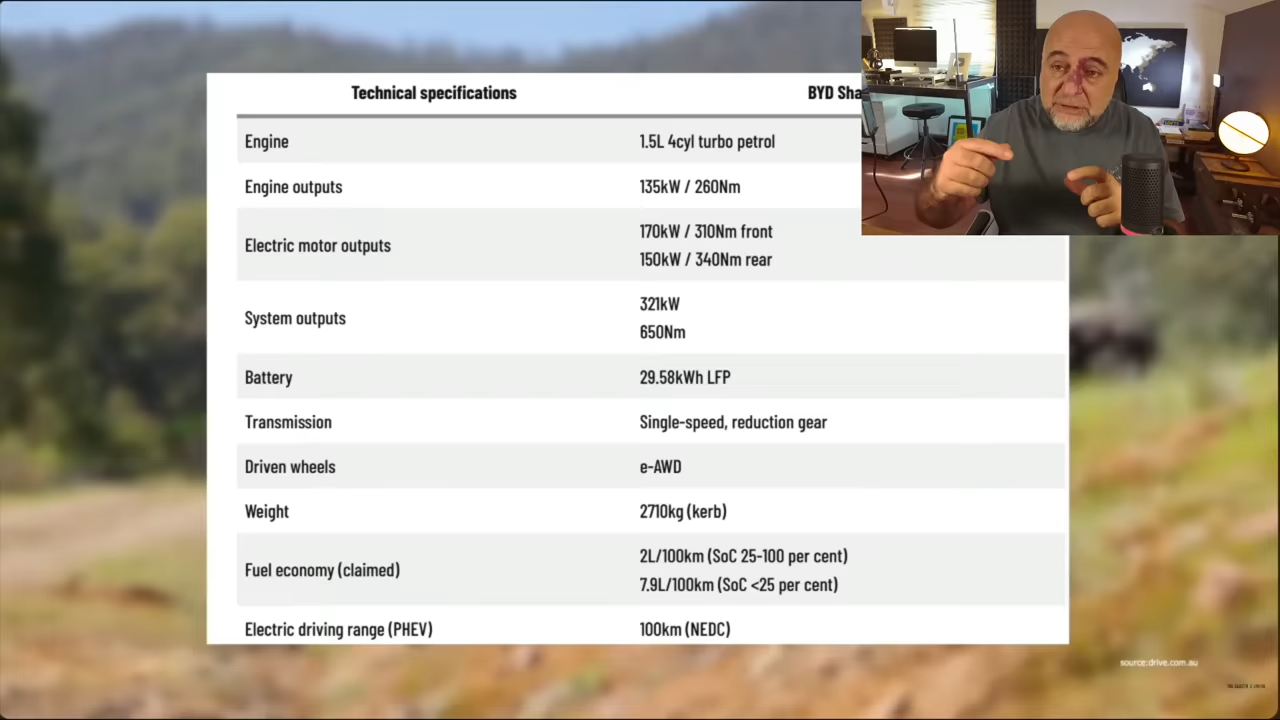 Technical specifications
BYD Sha
Engine
1.5L 4cyl turbo petrol
Engine outputs
135kW / 260Nm
Electric motor outputs
170kW / 310Nm front
150kW / 340Nm rear
System outputs
321kW
650Nm
Battery
29.58kWh LFP
Transmission
Single-speed, reduction gear
Driven wheels
e-AWD
Weight
2710kg (kerb)
Fuel economy (claimed)
2L/100km (SoC 25-100 per cent)
7.9L/100km (SoC <25 per cent)
Electric driving range (PHEV)
100km (NEDC)
source:drive.com.au